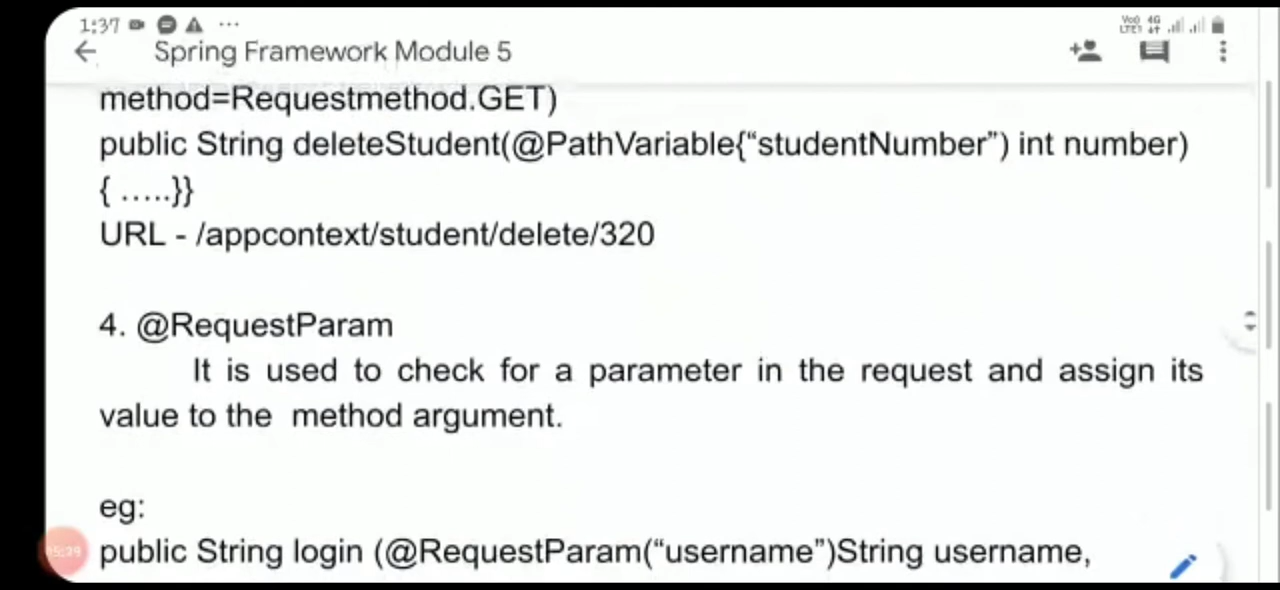 1:37
Spring Framework Module 5
method=Requestmethod.GET)
public String deleteStudent(@PathVariable{“studentNumber”) int number)
{ .....}}
URL - /appcontext/student/delete/320
4. @RequestParam
It is used to check for a parameter in the request and assign its
value to the method argument.
eg:
public String login (@RequestParam(“username”)String username,